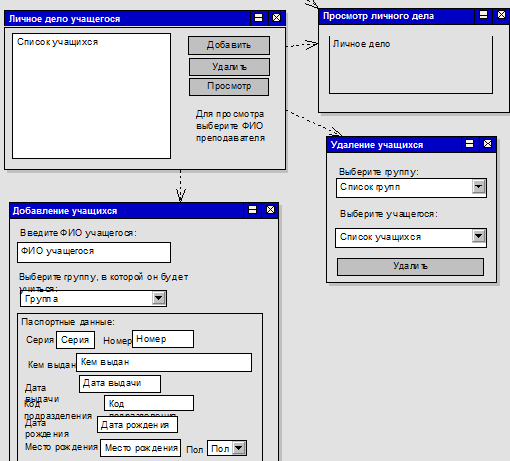 Личное дело учащегося
Список учащихся
Добавить
Удалить
Просмотр
Для просмотра
выберите ФИО
преподавателя
Просмотр личного дела
Личное дело
Удаление учащихся
Выберите группу:
Список групп
Выберите учащегося:
Список учащихся
Удалить
Добавление учащихся
Введите ФИО учащегося:
ФИО учащегося
Выберите группу, в которой он будет
учиться:
Группа
Паспортные данные:
Серия Серия Номер Номер
Кем выдан Кем выдан
Дата
выдачи
Дата выдачи
Код
подразделения
Код
подразделения
Дата
рождения
Дата рождения
Место рождения Место рождения Пол Пол